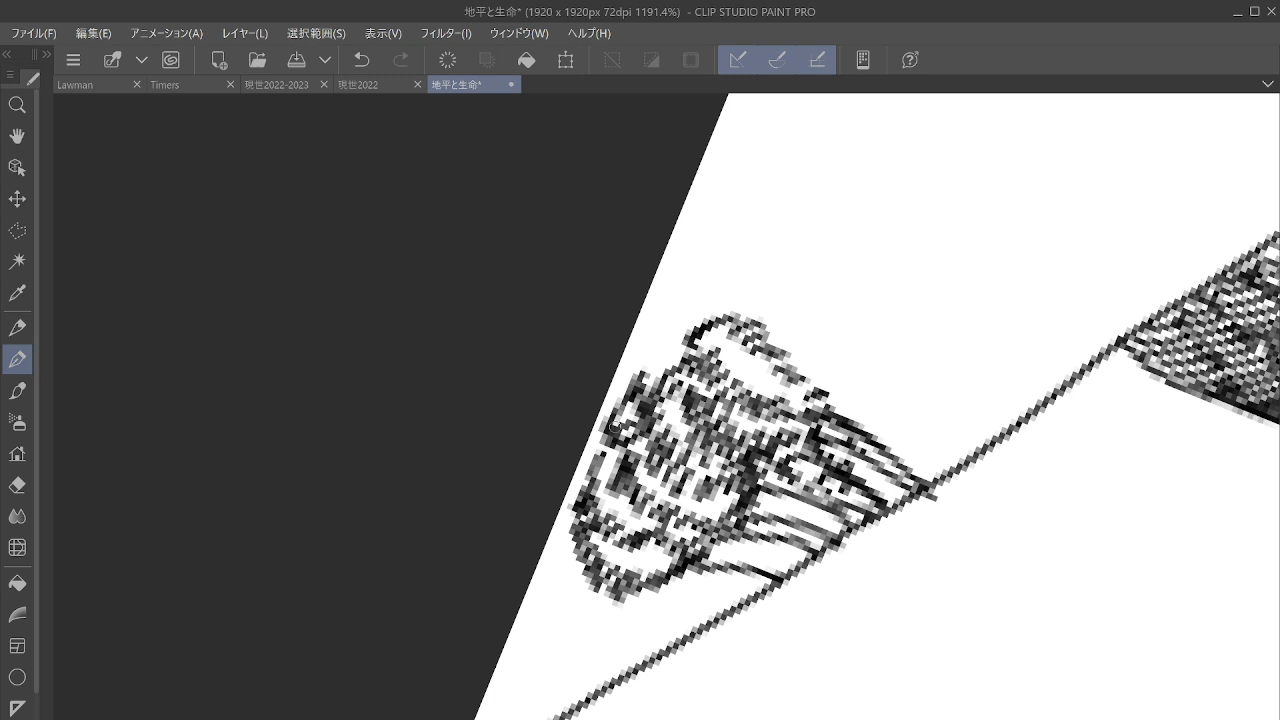 地平と生命* (1920 x 1920px 72dpi 1191.4%) - CLIP STUDIO PAINT PRO
ファイル(F) 編集(E) アニメーション(A) レイヤー(L) 選択範囲(S) 表示(V) フィルター(I) ウィンドウ(W) ヘルプ(H)
Lawman Timers 現世2022-2023 現世2022 地平と生命*